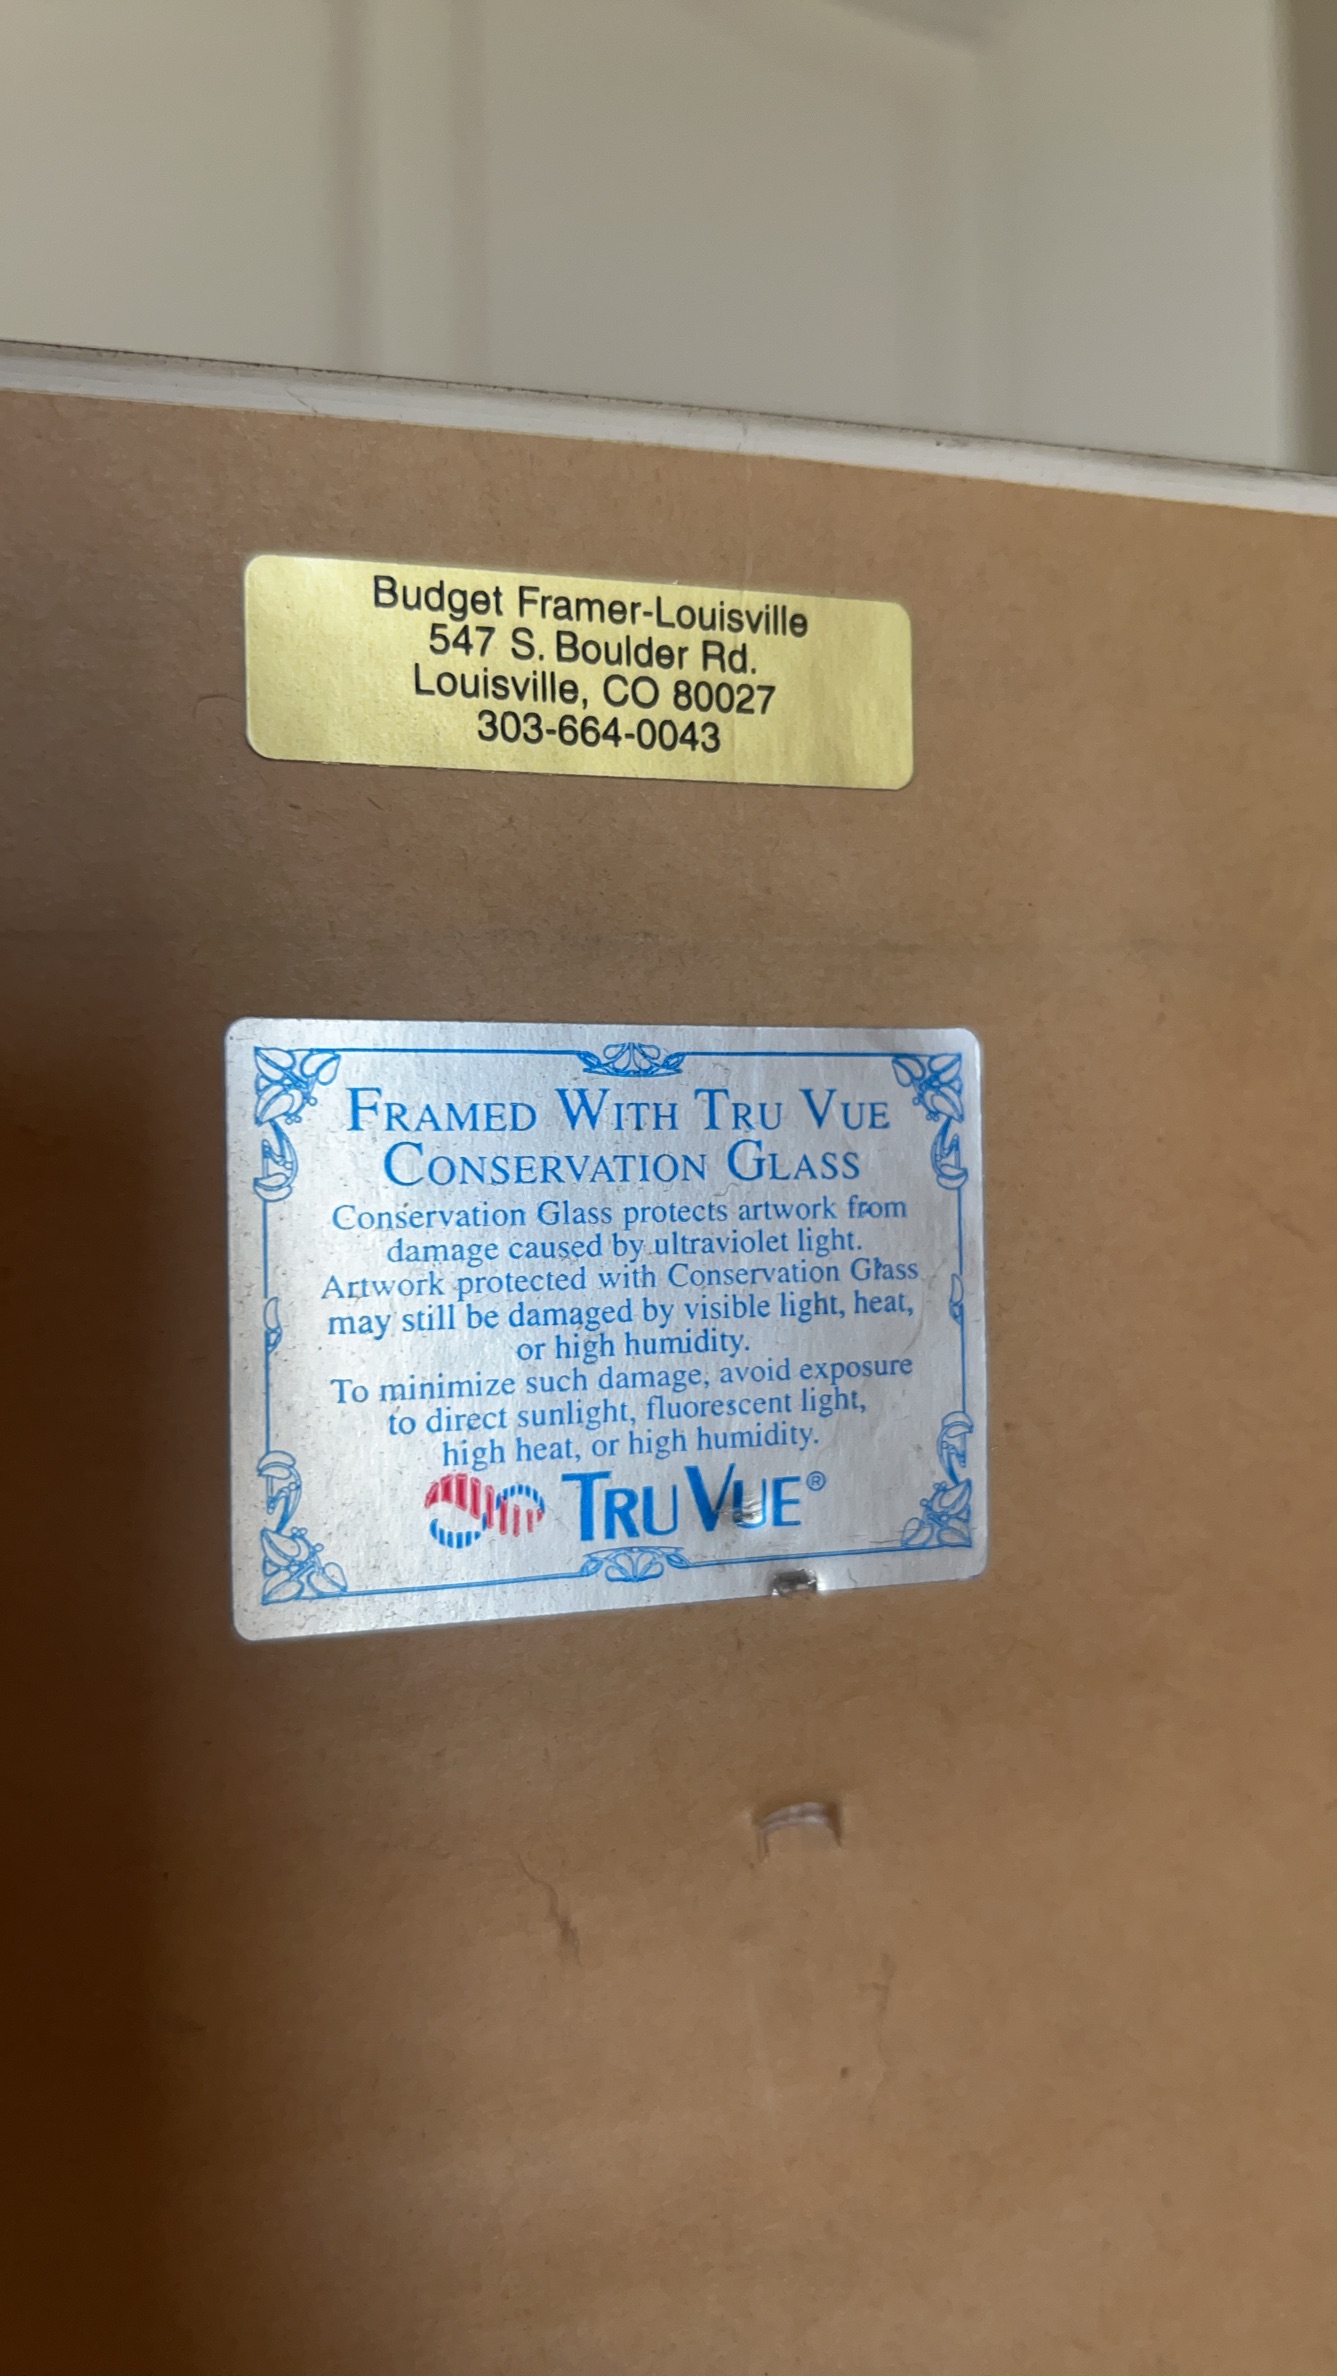 Budget Framer-Louisville
547 S. Boulder Rd.
Louisville, CO 80027
303-664-0043
FRAMED WITH TRU VUE
CONSERVATION GLASS
Conservation Glass protects artwork from
damage caused by ultraviolet light.
Artwork protected with Conservation Glass
may still be damaged by visible light, heat,
or high humidity.
To minimize such damage, avoid exposure
to direct sunlight, fluorescent light,
high heat, or high humidity.
TRU VUE®